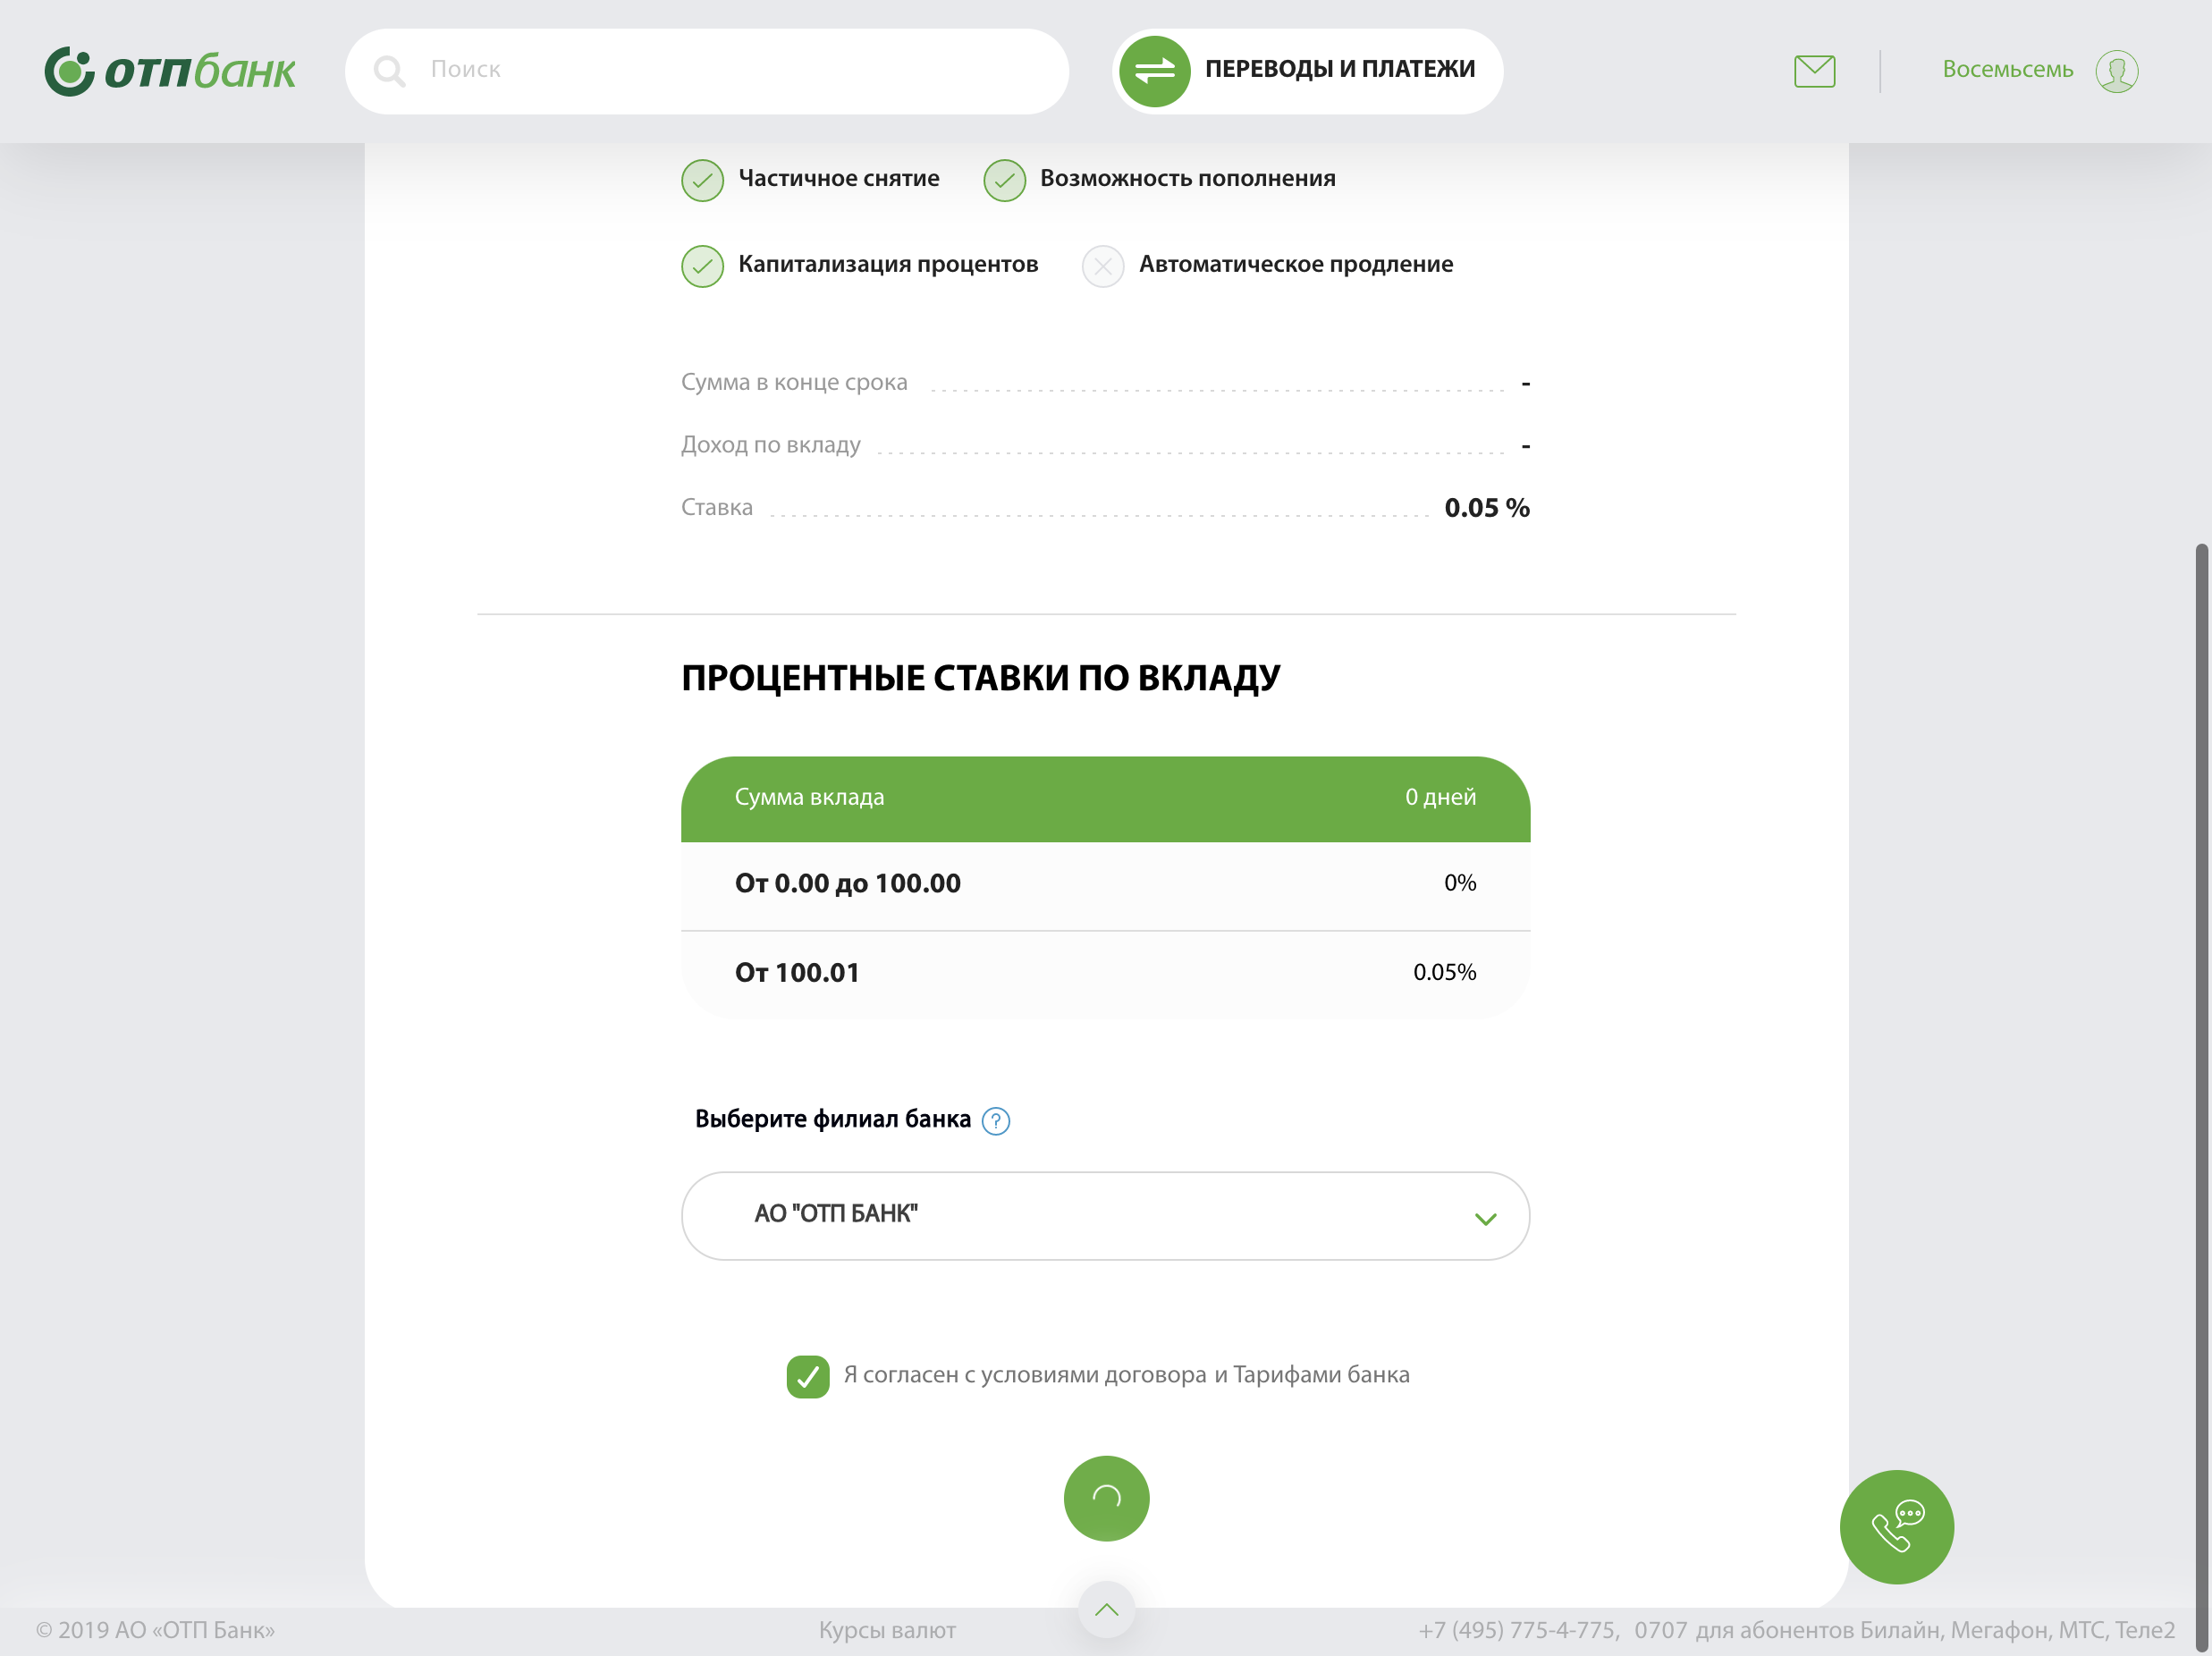 отпбанк
Поиск
ПЕРЕВОДЫ И ПЛАТЕЖИ
Восемьсемь
Частичное снятие
Возможность пополнения
Капитализация процентов
Автоматическое продление
Сумма в конце срока -
Доход по вкладу -
Ставка 0.05 %
ПРОЦЕНТНЫЕ СТАВКИ ПО ВКЛАДУ
Сумма вклада 0 дней
От 0.00 до 100.00 0%
От 100.01 0.05%
Выберите филиал банка ?
АО "ОТП БАНК"
Я согласен с условиями договора и Тарифами банка
© 2019 АО «ОТП Банк»
Курсы валют
+7 (495) 775-4-775, 0707 для абонентов Билайн, Мегафон, МТС, Теле2